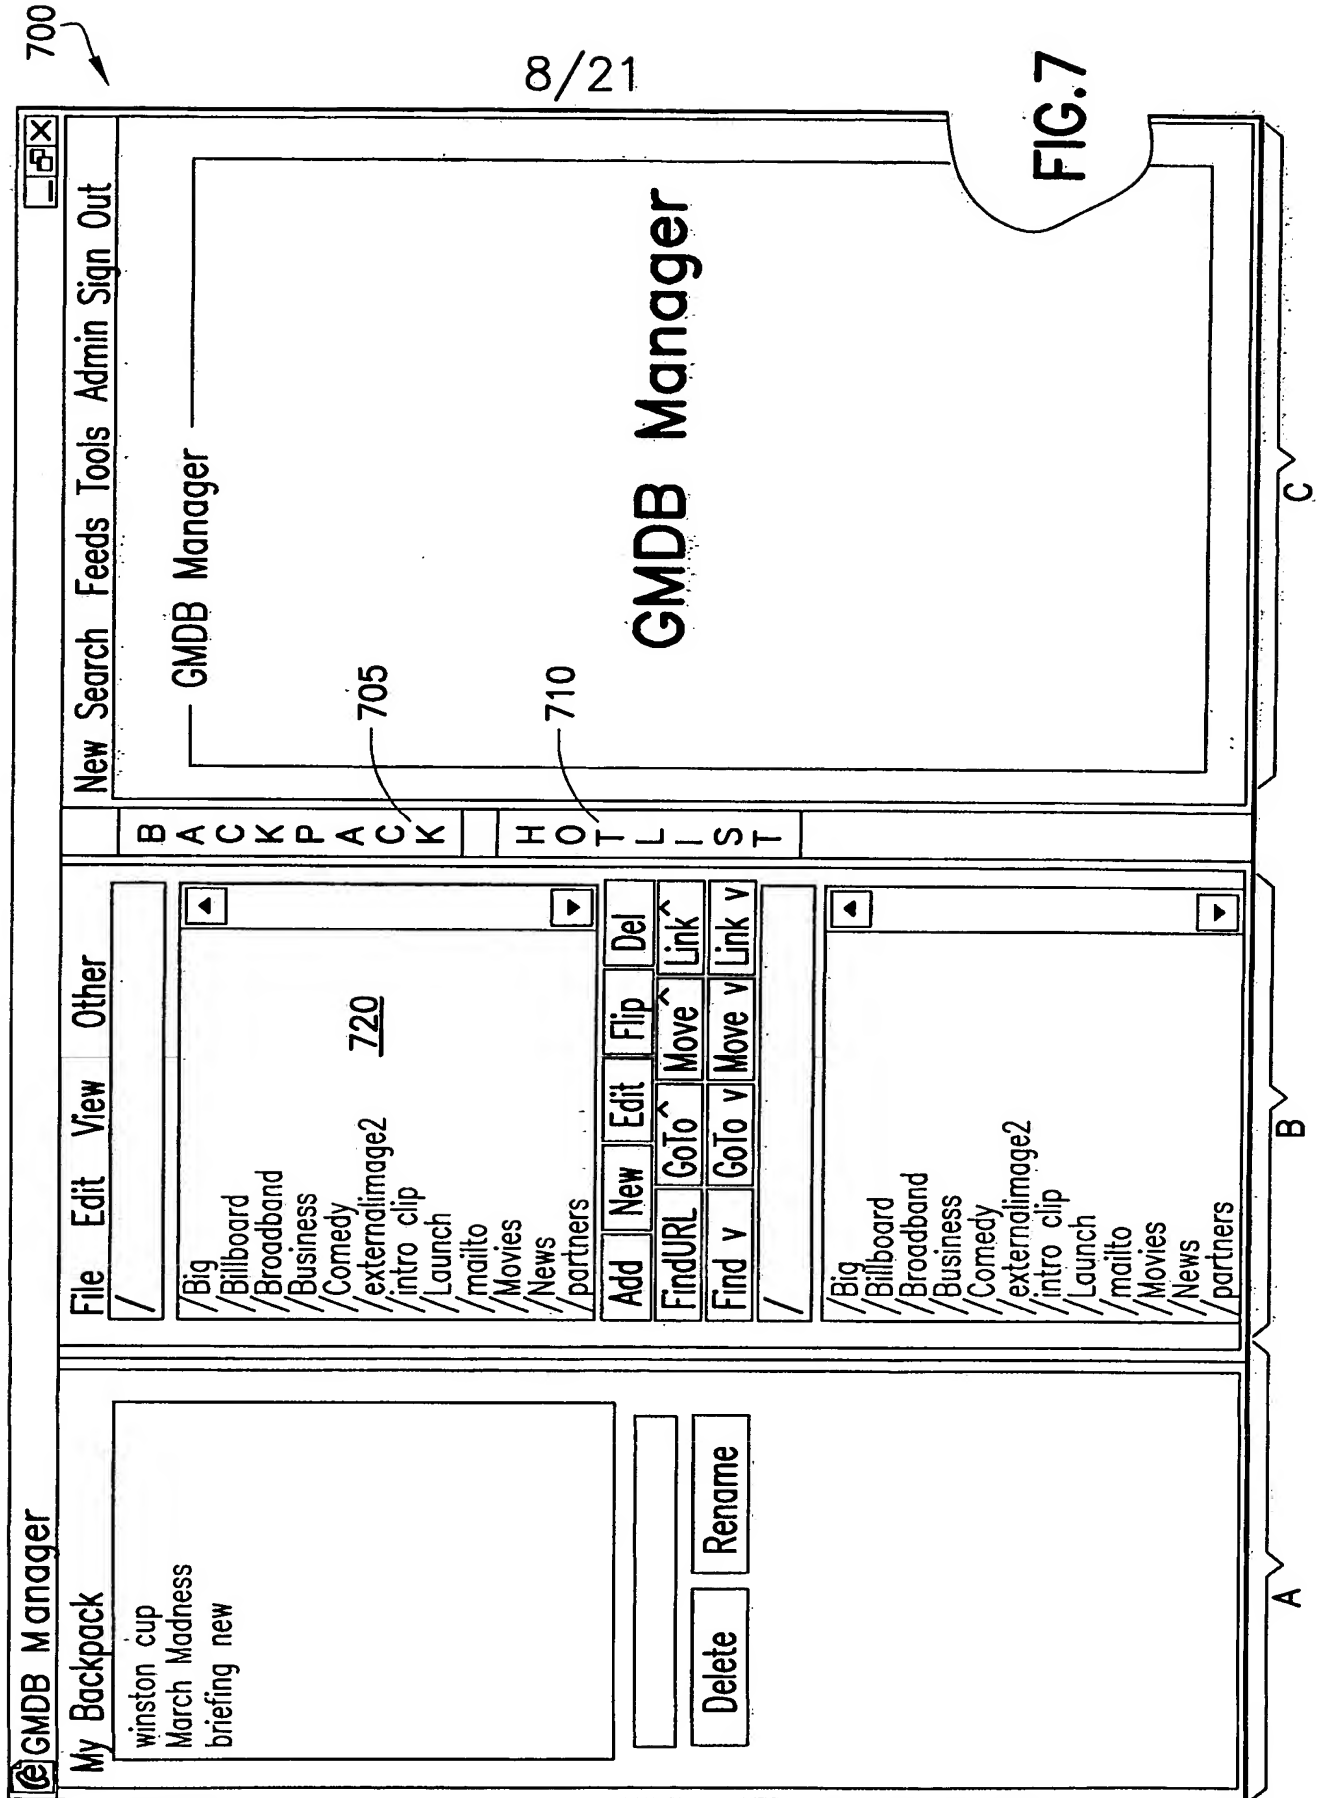 8/21
700
GMDB Manager
My Backpack
winston cup
March Madness
briefing new
Delete Rename
A
File Edit View Other
/
/Big
/Billboard
/Broadband
/Business
/Comedy
/externalimage2
/intro clip
/Launch
/mailto
/Movies
/News
/partners
720
Add New Edit Flip Del
FindURL GoTo ^ Move ^ Link ^
Find v GoTo v Move v Link v
/
/Big
/Billboard
/Broadband
/Business
/Comedy
/externalimage2
/intro clip
/Launch
/mailto
/Movies
/News
/partners
B
BACKPACK
705
HOTLIST
710
New Search Feeds Tools Admin Sign Out
GMDB Manager
GMDB Manager
C
FIG.7